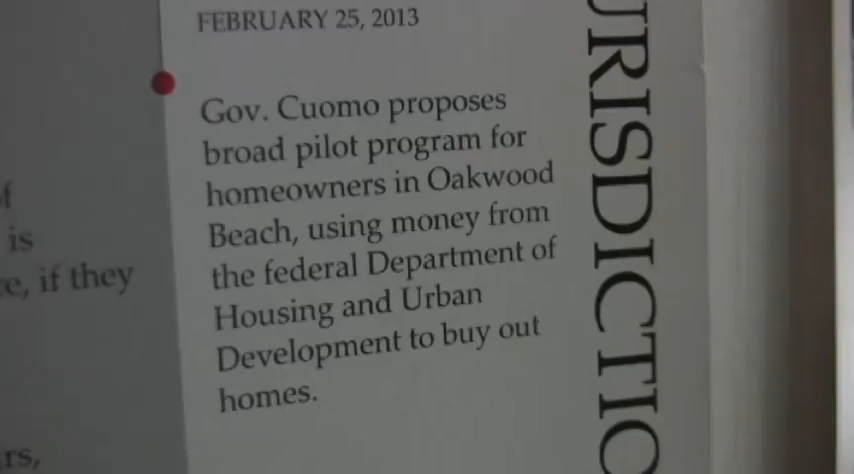 FEBRUARY 25, 2013
Gov. Cuomo proposes
broad pilot program for
homeowners in Oakwood
Beach, using money from
the federal Department of
Housing and Urban
Development to buy out
homes.
URISDICTIO
is
if they